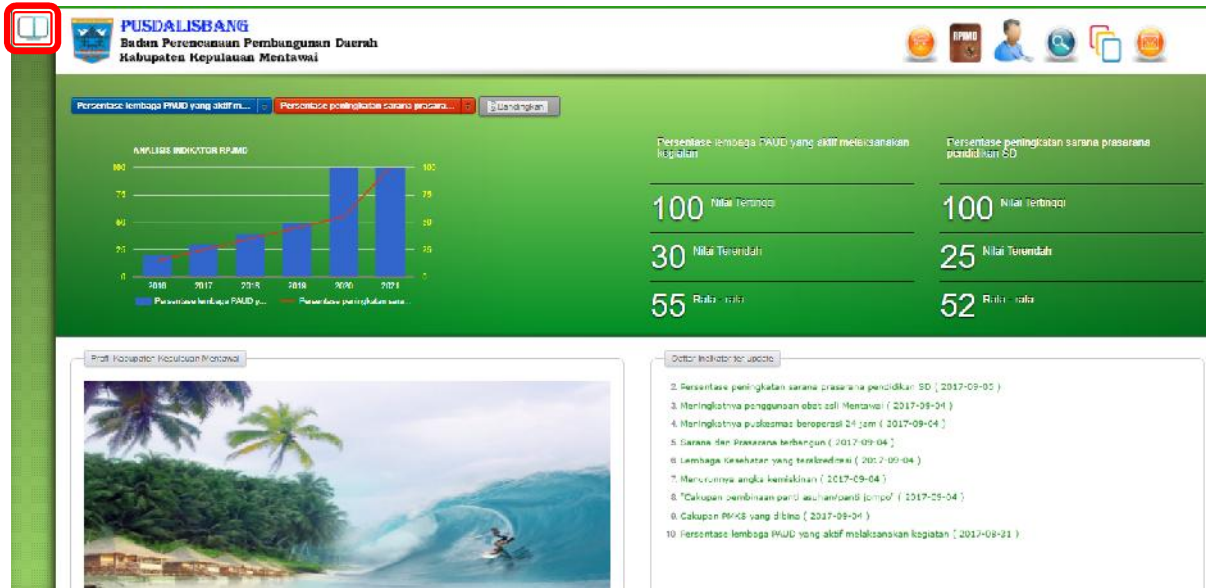 PUSDALISBANG
Badan Perencanaan Pembangunan Daerah
Kabupaten Kepulauan Mentawai
RPJMD
Persentase lembaga PAUD yang aktif m...
Persentase peningkatan sarana prasara...
Bandingkan
ANALISIS INDIKATOR RPJMD
100
75
50
25
0
100
75
50
25
0
2016 2017 2018 2019 2020 2021
Persentase lembaga PAUD y...
Persentase peningkatan sara...
Persentase lembaga PAUD yang aktif melaksanakan
kegiatan
100 Nilai Tertinggi
30 Nilai Terendah
55 Rata - rata
Persentase peningkatan sarana prasarana
pendidikan SD
100 Nilai Tertinggi
25 Nilai Terendah
52 Rata - rata
Profil Kabupaten Kepulauan Mentawai
Daftar Indikator ter update
2. Persentase peningkatan sarana prasarana pendidikan SD ( 2017-09-05 )
3. Meningkatnya penggunaan obat asli Mentawai ( 2017-09-04 )
4. Meningkatnya puskesmas beroperasi 24 jam ( 2017-09-04 )
5. Sarana dan Prasarana terbangun ( 2017-09-04 )
6. Lembaga Kesehatan yang terakreditasi ( 2017-09-04 )
7. Menurunnya angka kemiskinan ( 2017-09-04 )
8. "Cakupan pembinaan panti asuhan/panti jompo" ( 2017-09-04 )
9. Cakupan PMKS yang dibina ( 2017-09-04 )
10. Persentase lembaga PAUD yang aktif melaksanakan kegiatan ( 2017-08-31 )